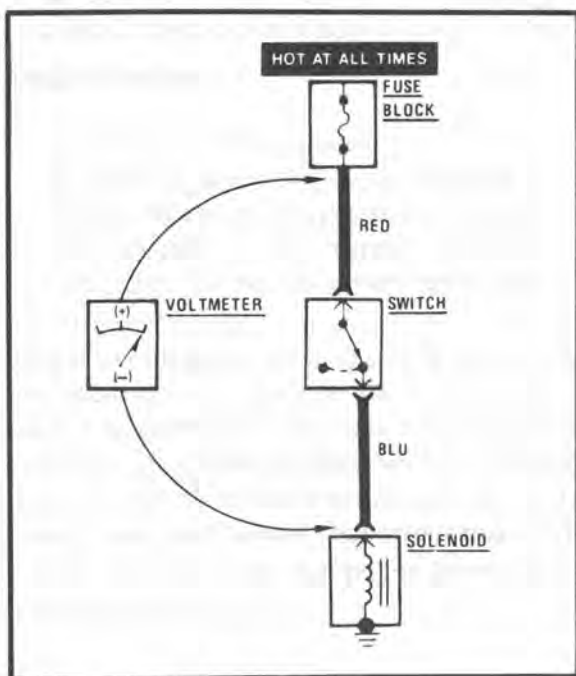 HOT AT ALL TIMES
FUSE
BLOCK
RED
VOLTMETER
(+)
(—)
SWITCH
BLU
SOLENOID